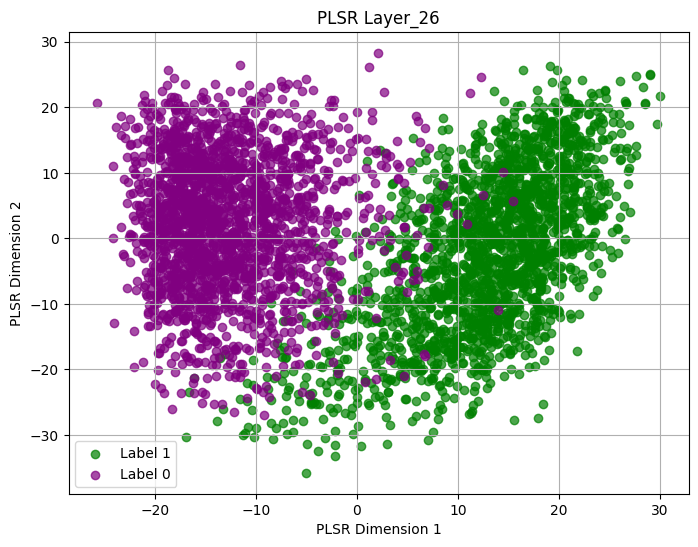 PLSR Layer_26
30
20
10
0
−10
−20
−30
PLSR Dimension 2
Label 1
Label 0
−20 −10 0 10 20 30
PLSR Dimension 1